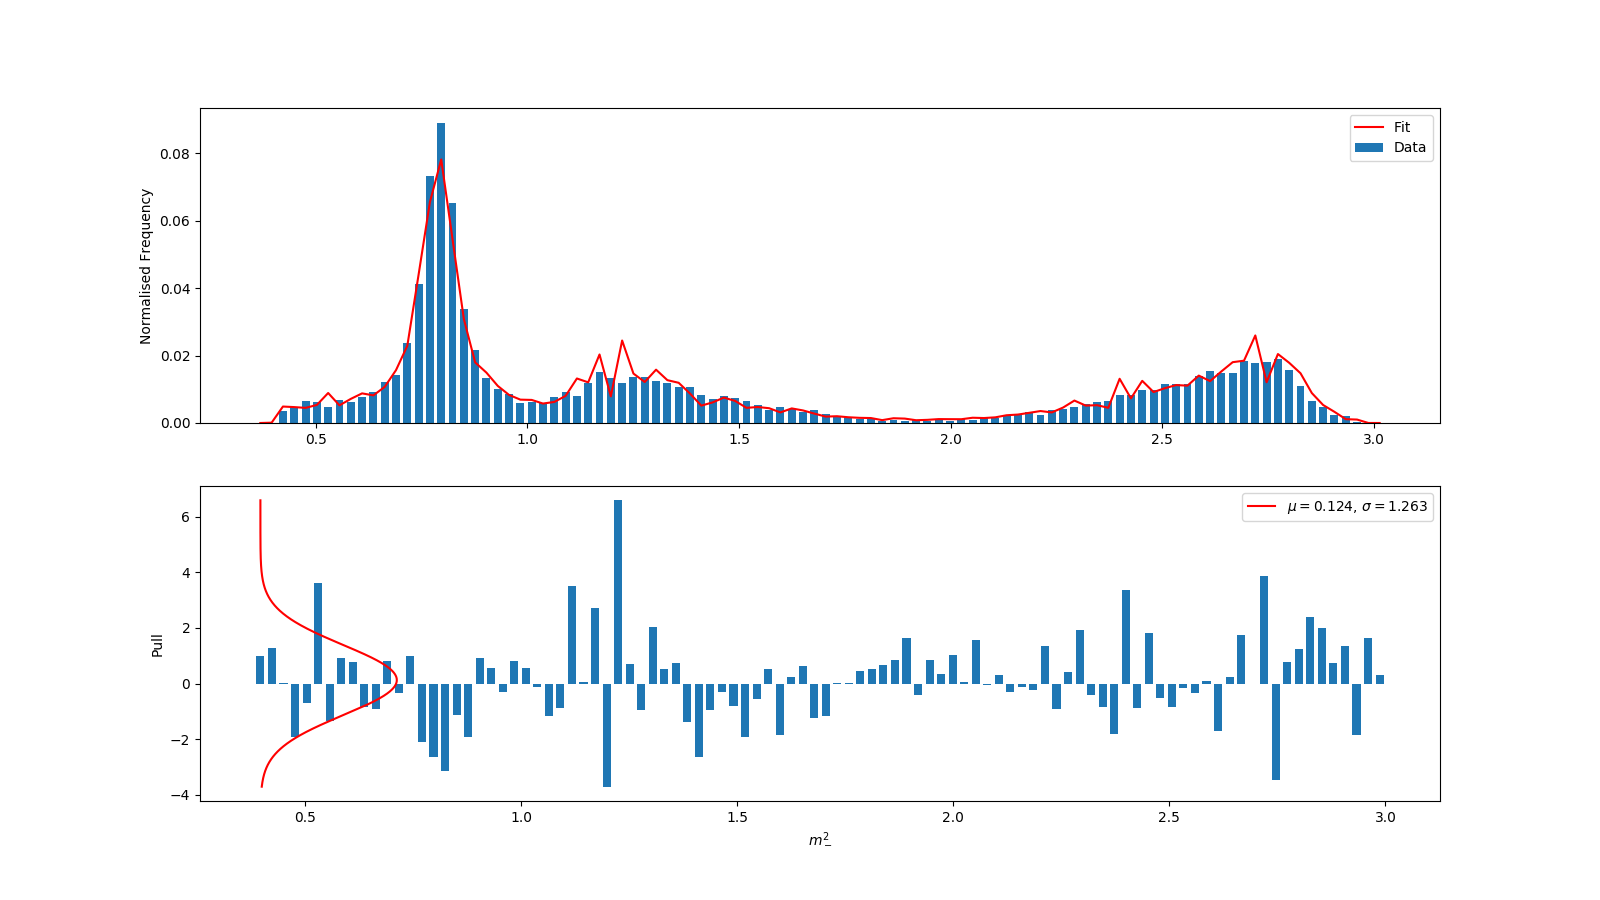 Normalised Frequency
0.08
0.06
0.04
0.02
0.00
Fit
Data
0.5 1.0 1.5 2.0 2.5 3.0
Pull
6
4
2
0
−2
−4
μ = 0.124, σ = 1.263
0.5 1.0 1.5 2.0 2.5 3.0
m²₋